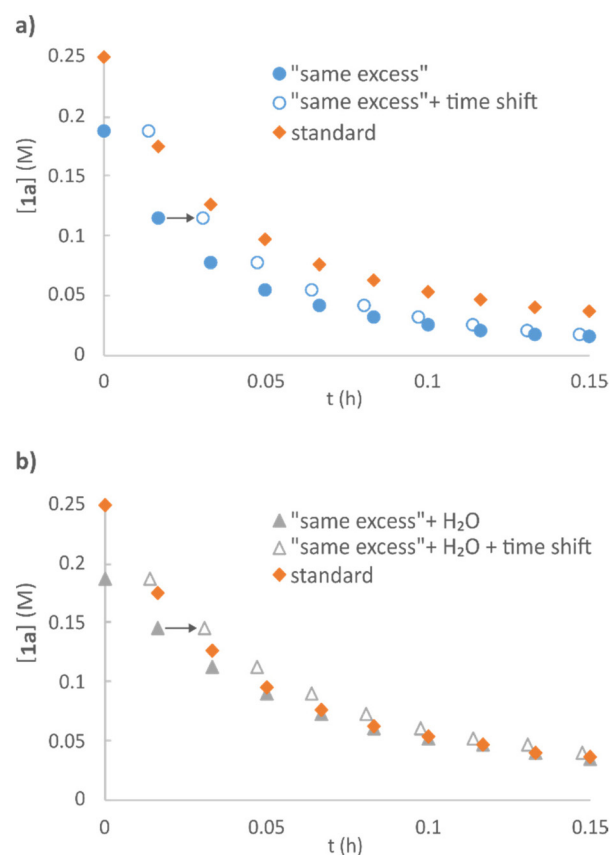 a)
0.25
0.2
0.15
0.1
0.05
0
[1a] (M)
"same excess"
"same excess"+ time shift
standard
0
0.05
0.1
0.15
t (h)
b)
0.25
0.2
0.15
0.1
0.05
0
[1a] (M)
"same excess"+ H₂O
"same excess"+ H₂O + time shift
standard
0
0.05
0.1
0.15
t (h)